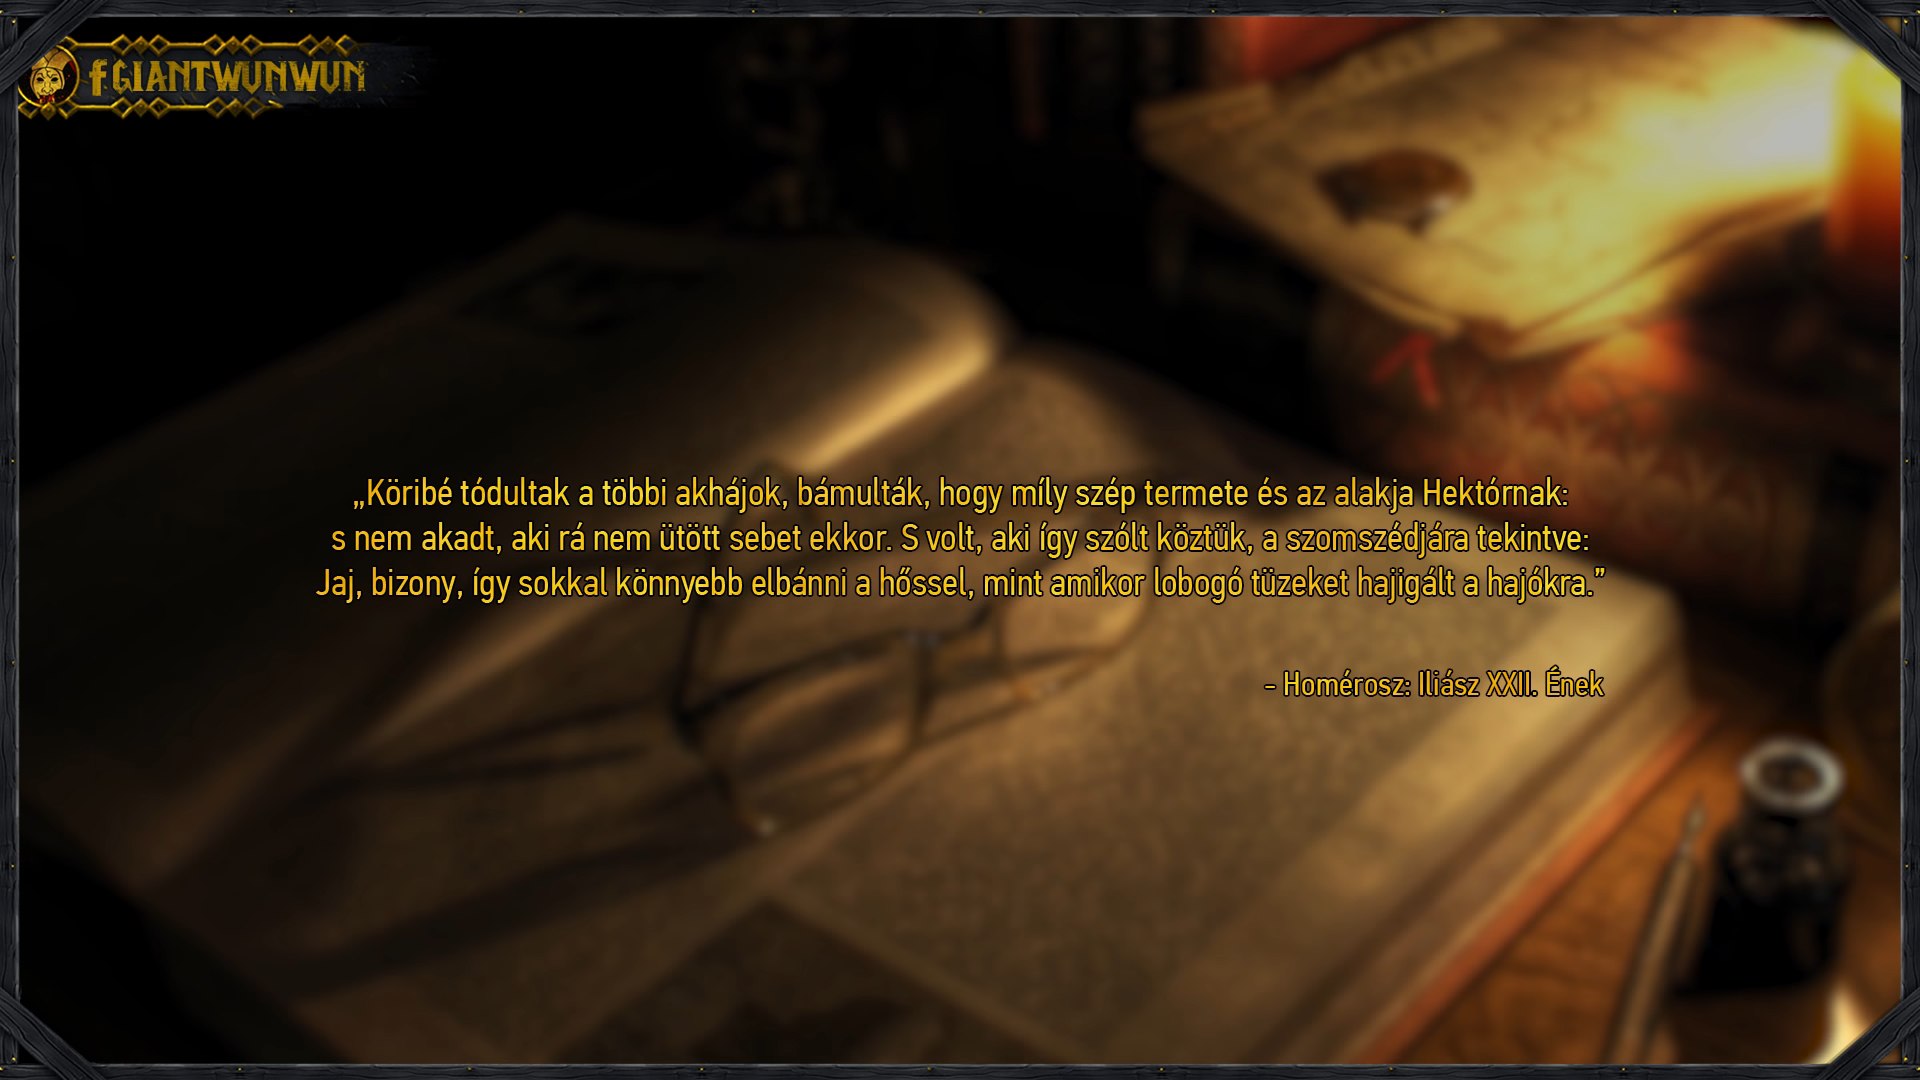 FGIANTWUNWUN
„Köribé tódultak a többi akhájok, bámulták, hogy míly szép termete és az alakja Hektórnak:
s nem akadt, aki rá nem ütött sebet ekkor. S volt, aki így szólt köztük, a szomszédjára tekintve:
Jaj, bizony, így sokkal könnyebb elbánni a hőssel, mint amikor lobogó tüzeket hajigált a hajókra.”
- Homérosz: Iliász XXII. Ének